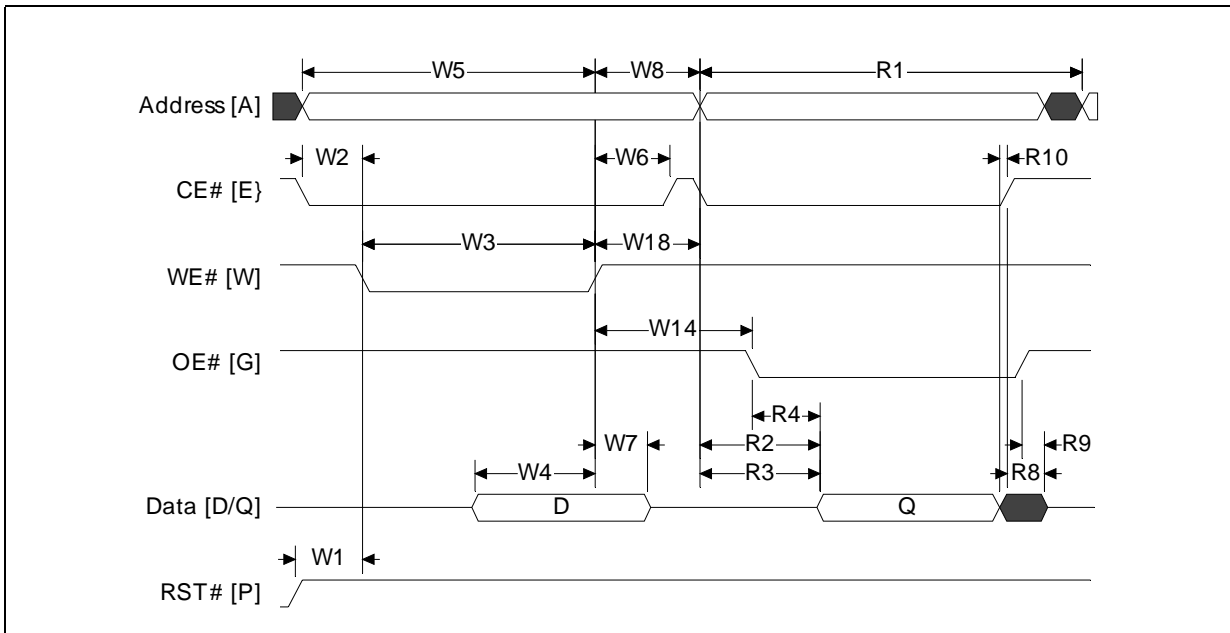 W5 W8 R1
Address [A]
W2 W6 R10
CE# [E}
W3 W18
WE# [W]
W14
OE# [G]
R4
W7 R2 R9
W4 R3 R8
Data [D/Q] D Q
W1
RST# [P]